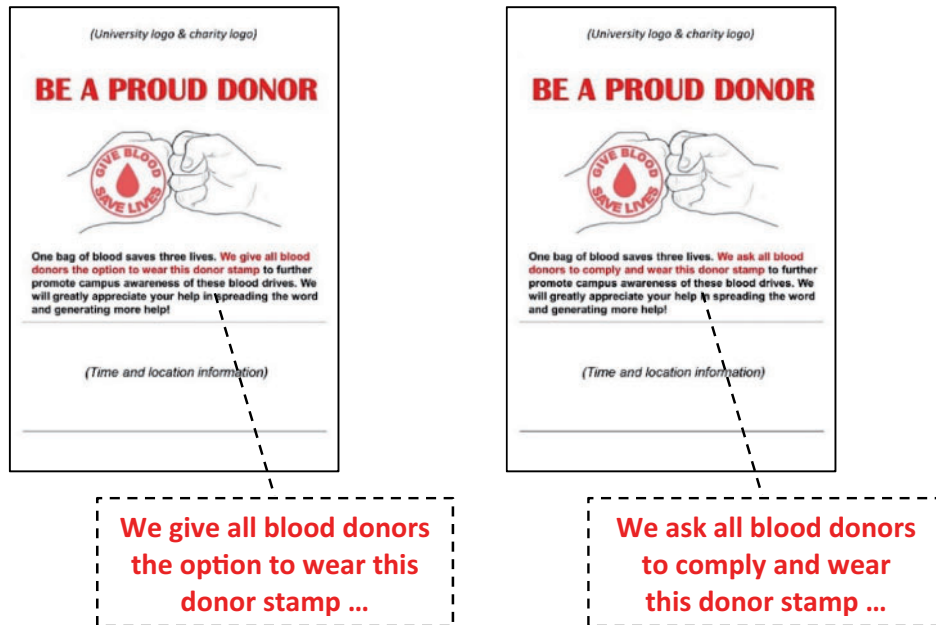 (University logo & charity logo)
BE A PROUD DONOR
GIVE BLOOD
SAVE LIVES
One bag of blood saves three lives. We give all blood
donors the option to wear this donor stamp to further
promote campus awareness of these blood drives. We
will greatly appreciate your help in spreading the word
and generating more help!
(Time and location information)
We give all blood donors
the option to wear this
donor stamp ...
(University logo & charity logo)
BE A PROUD DONOR
GIVE BLOOD
SAVE LIVES
One bag of blood saves three lives. We ask all blood
donors to comply and wear this donor stamp to further
promote campus awareness of these blood drives. We
will greatly appreciate your help in spreading the word
and generating more help!
(Time and location information)
We ask all blood donors
to comply and wear
this donor stamp ...